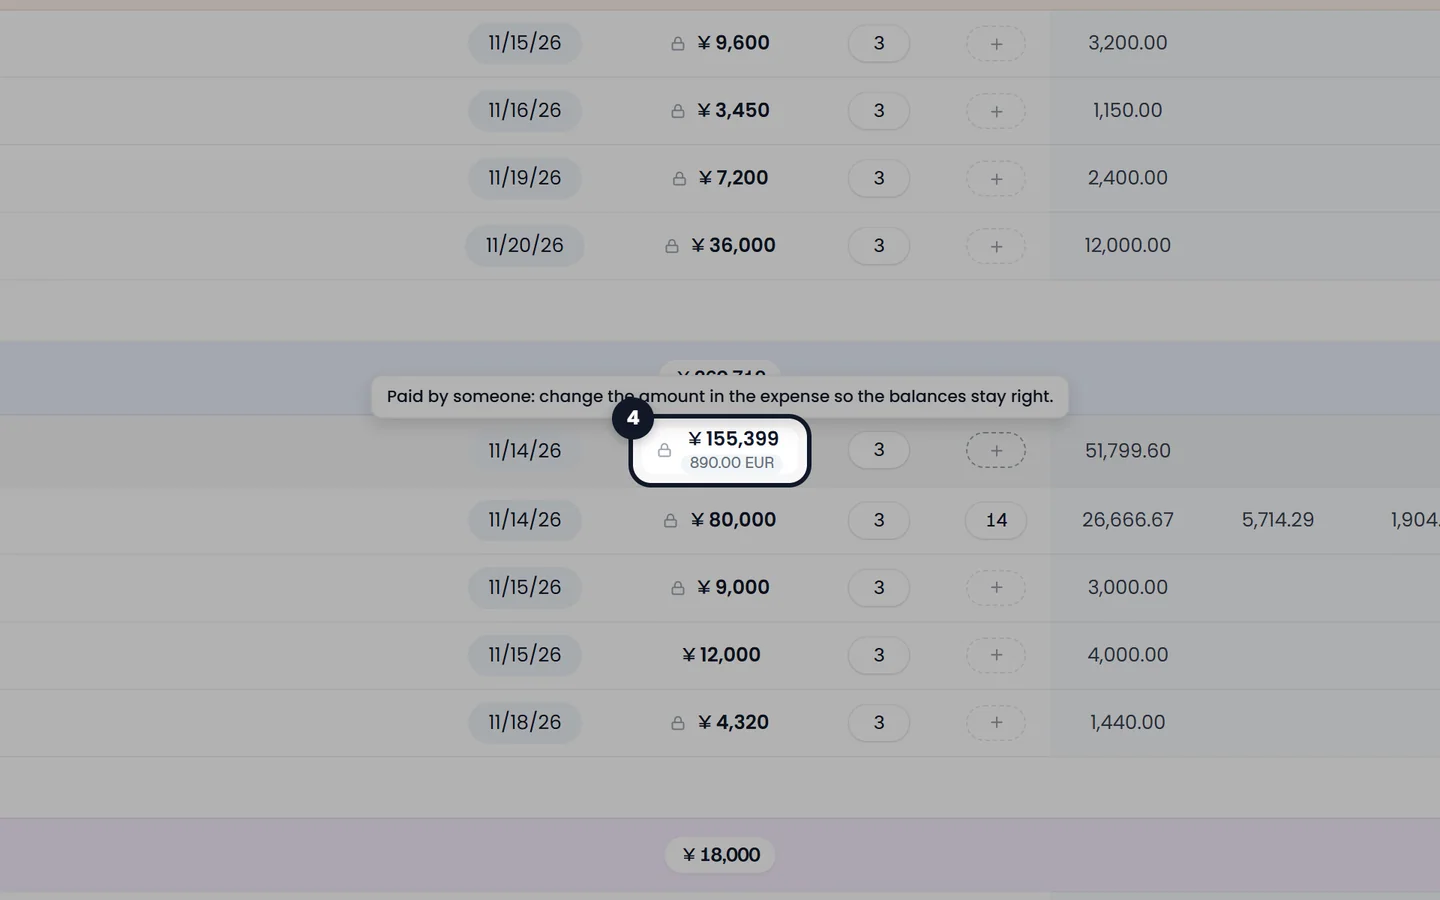 11/15/26 ¥ 9,600 3 + 3,200.00
11/16/26 ¥ 3,450 3 + 1,150.00
11/19/26 ¥ 7,200 3 + 2,400.00
11/20/26 ¥ 36,000 3 + 12,000.00
Paid by someone: change the amount in the expense so the balances stay right.
4
11/14/26 ¥ 155,399 3 + 51,799.60
890.00 EUR
11/14/26 ¥ 80,000 3 14 26,666.67 5,714.29 1,904.
11/15/26 ¥ 9,000 3 + 3,000.00
11/15/26 ¥ 12,000 3 + 4,000.00
11/18/26 ¥ 4,320 3 + 1,440.00
¥ 18,000